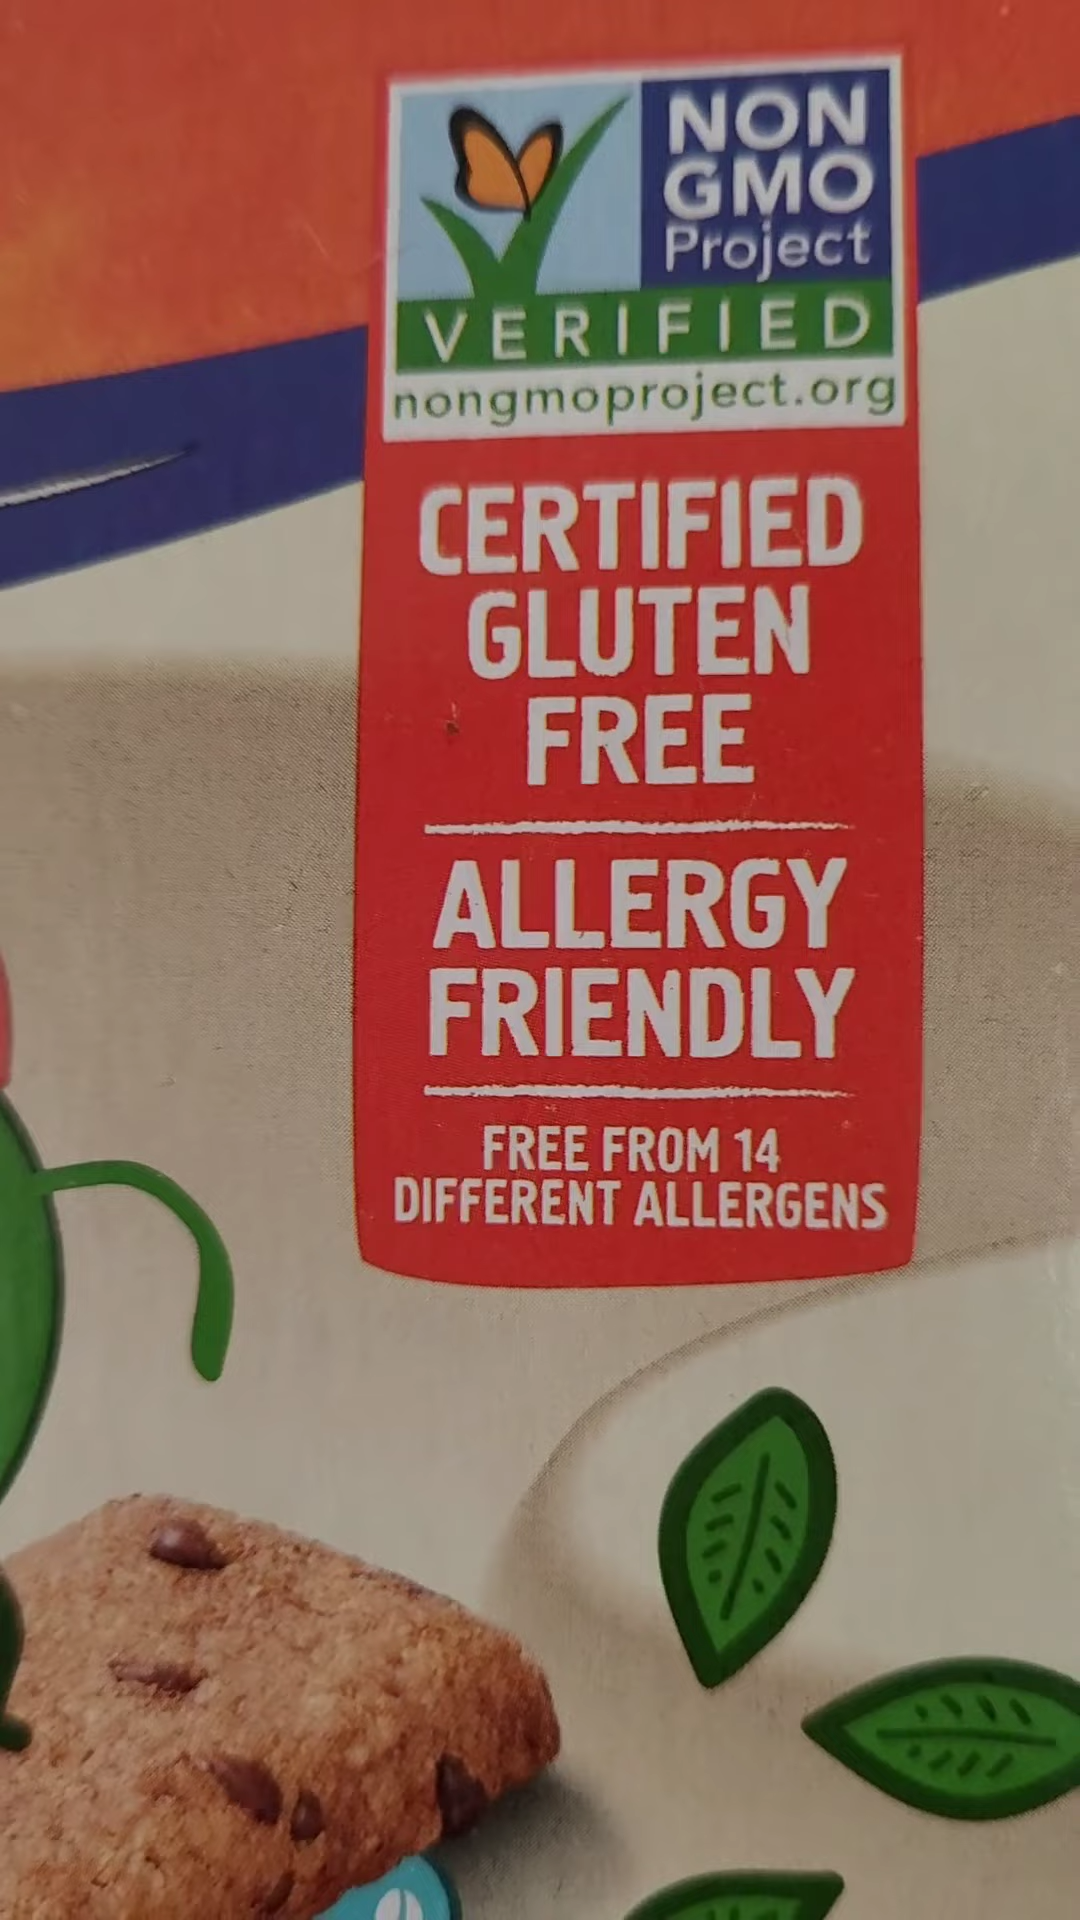 NON
GMO
Project
VERIFIED
nongmoproject.org
CERTIFIED
GLUTEN
FREE
ALLERGY
FRIENDLY
FREE FROM 14
DIFFERENT ALLERGENS